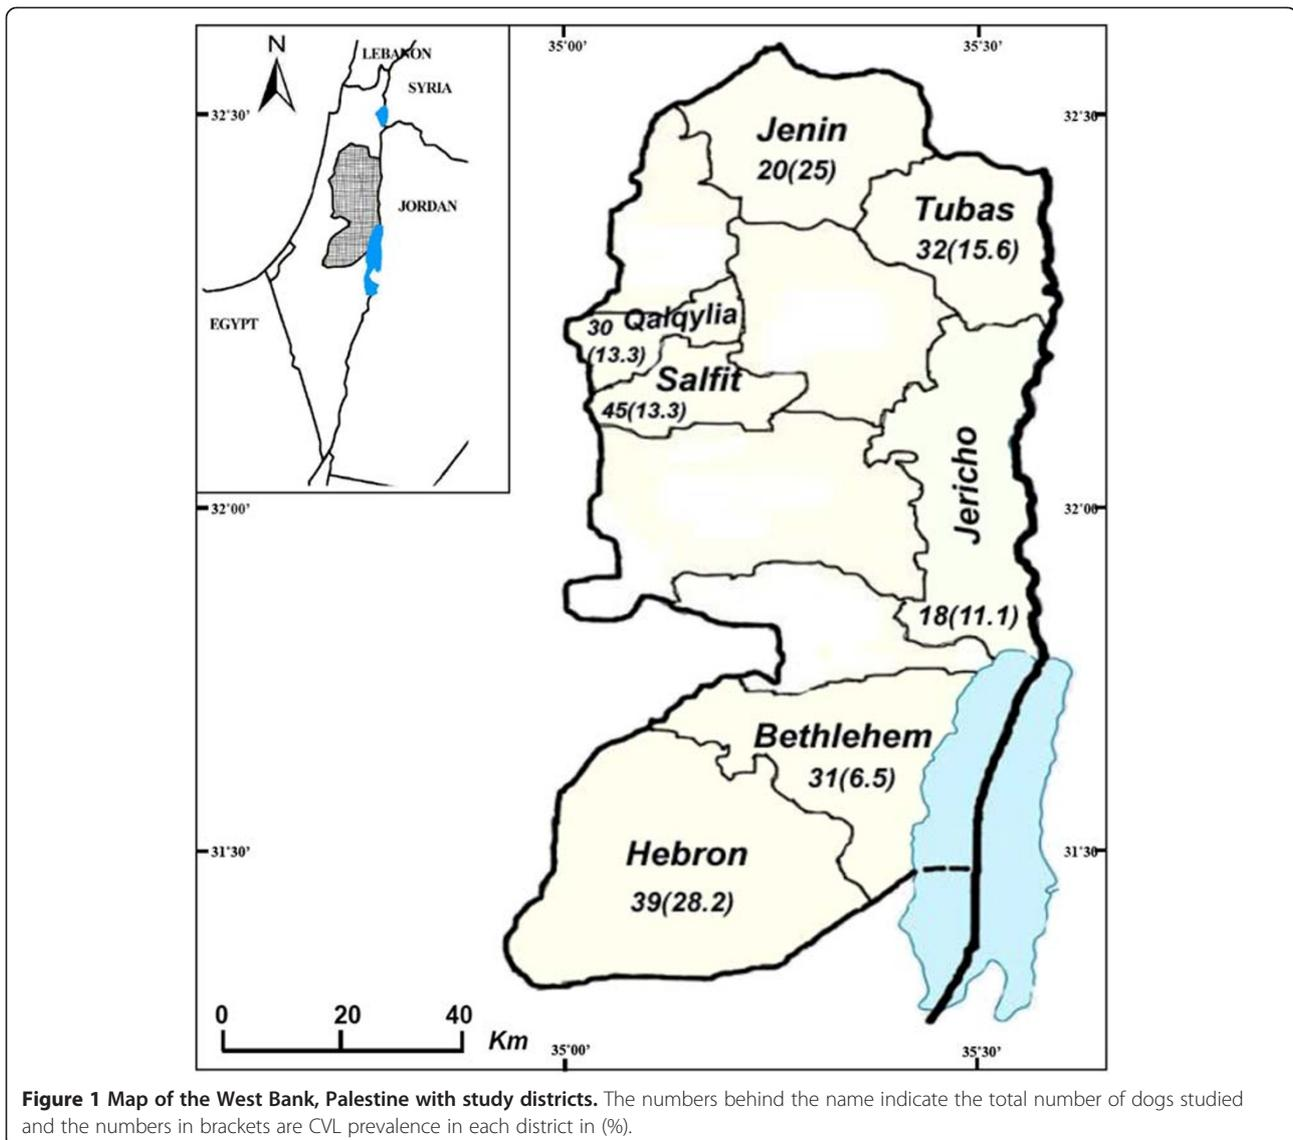 35°00’
35°30’
N
LEBANON
SYRIA
32°30’
32°30’
JORDAN
EGYPT
Jenin
20(25)
Tubas
32(15.6)
30 Qalqylia
(13.3)
Salfit
45(13.3)
Jericho
18(11.1)
32°00’
32°00’
Bethlehem
31(6.5)
Hebron
39(28.2)
31°30’
31°30’
0 20 40
Km
35°00’
35°30’
Figure 1 Map of the West Bank, Palestine with study districts. The numbers behind the name indicate the total number of dogs studied
and the numbers in brackets are CVL prevalence in each district in (%).